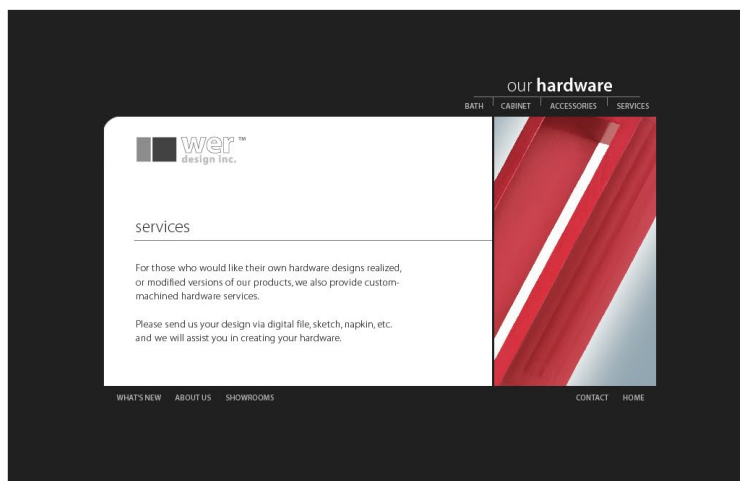 our hardware
BATH CABINET ACCESSORIES SERVICES
wer ™
design inc.
services
For those who would like their own hardware designs realized,
or modified versions of our products, we also provide custom-
machined hardware services.
Please send us your design via digital file, sketch, napkin, etc.
and we will assist you in creating your hardware.
WHAT'S NEW ABOUT US SHOWROOMS CONTACT HOME